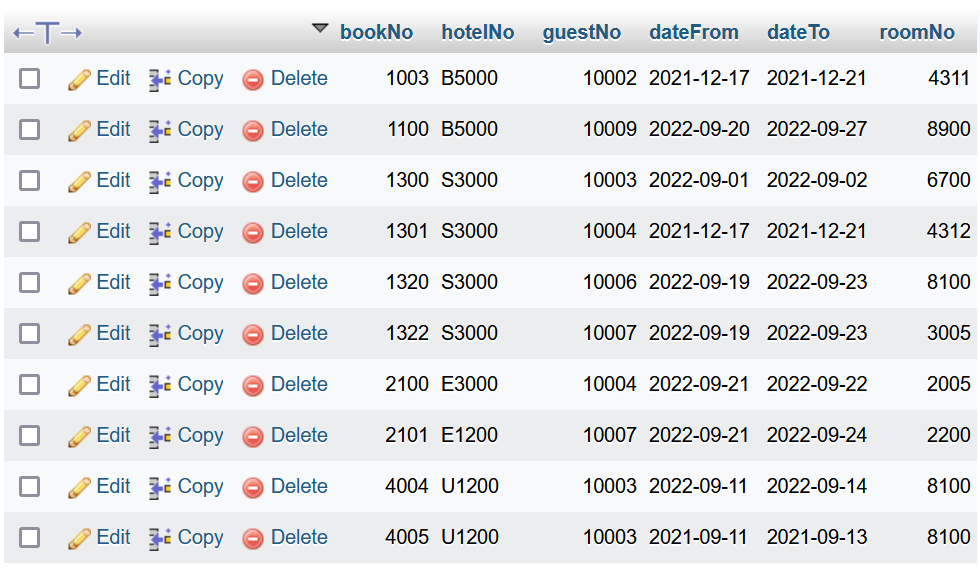 ←T→ bookNo hotelNo guestNo dateFrom dateTo roomNo
Edit Copy Delete 1003 B5000 10002 2021-12-17 2021-12-21 4311
Edit Copy Delete 1100 B5000 10009 2022-09-20 2022-09-27 8900
Edit Copy Delete 1300 S3000 10003 2022-09-01 2022-09-02 6700
Edit Copy Delete 1301 S3000 10004 2021-12-17 2021-12-21 4312
Edit Copy Delete 1320 S3000 10006 2022-09-19 2022-09-23 8100
Edit Copy Delete 1322 S3000 10007 2022-09-19 2022-09-23 3005
Edit Copy Delete 2100 E3000 10004 2022-09-21 2022-09-22 2005
Edit Copy Delete 2101 E1200 10007 2022-09-21 2022-09-24 2200
Edit Copy Delete 4004 U1200 10003 2022-09-11 2022-09-14 8100
Edit Copy Delete 4005 U1200 10003 2021-09-11 2021-09-13 8100